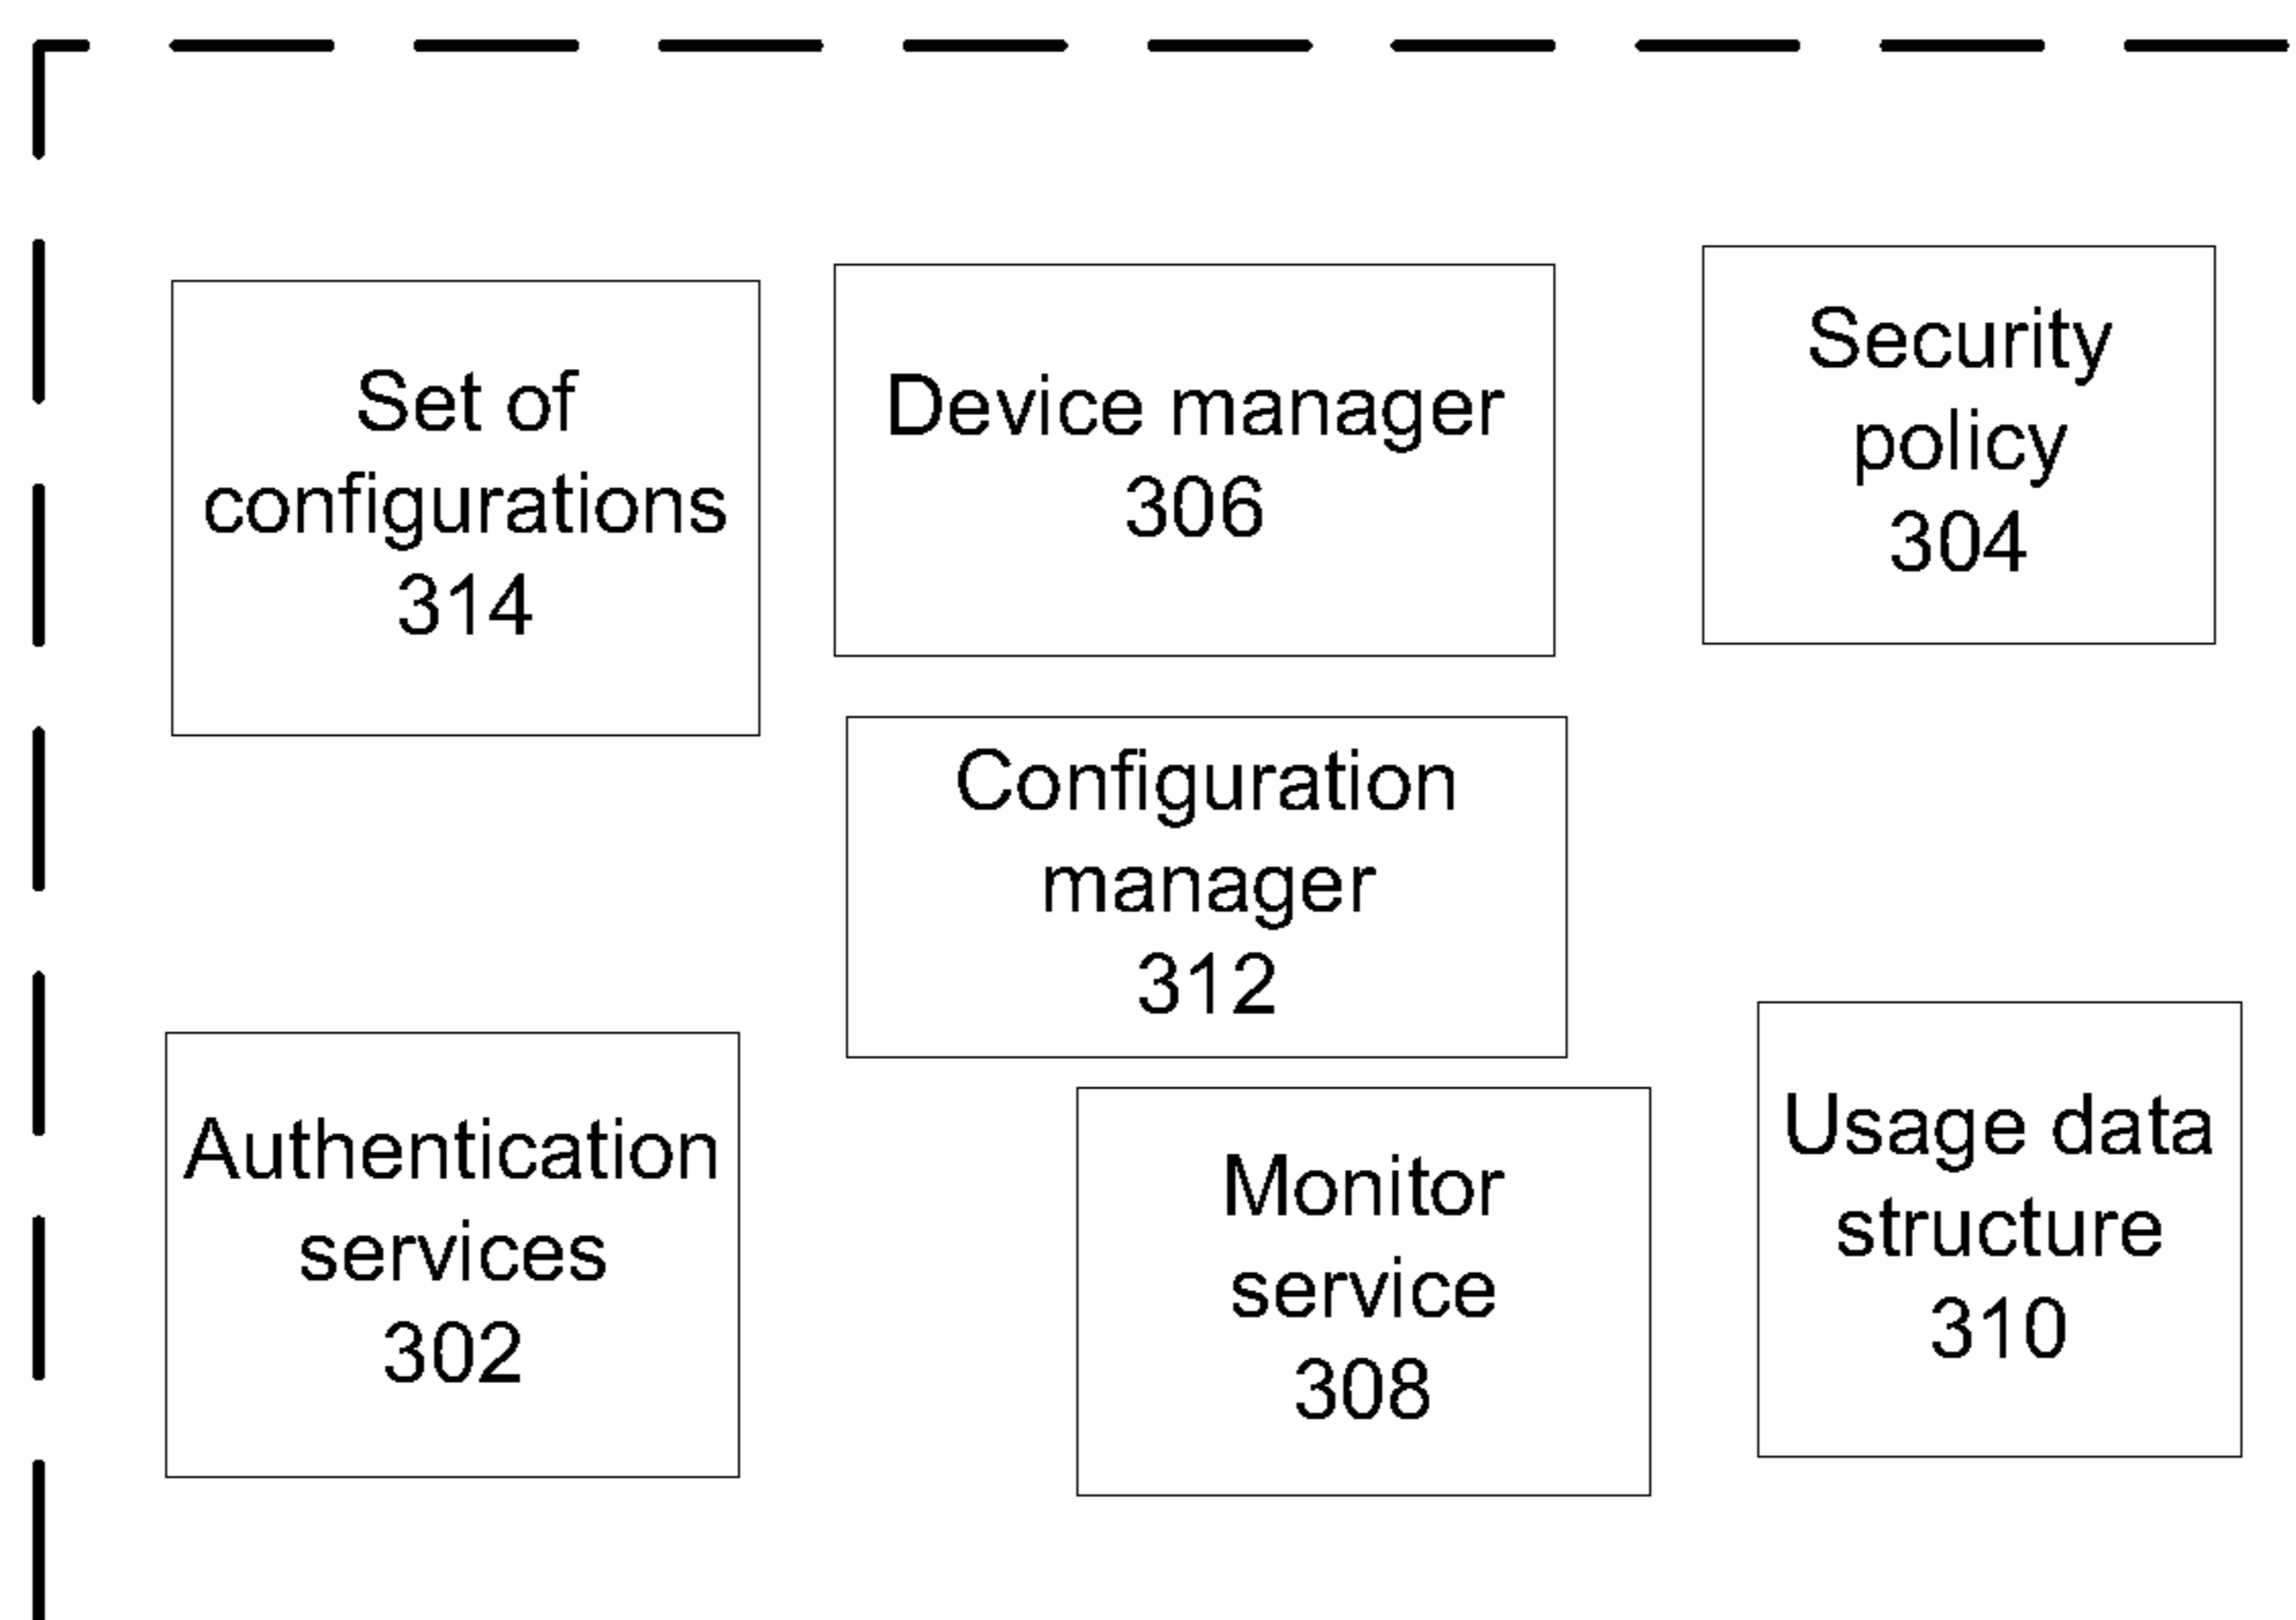 Set of
configurations
314
Device manager
306
Security
policy
304
Configuration
manager
312
Authentication
services
302
Monitor
service
308
Usage data
structure
310